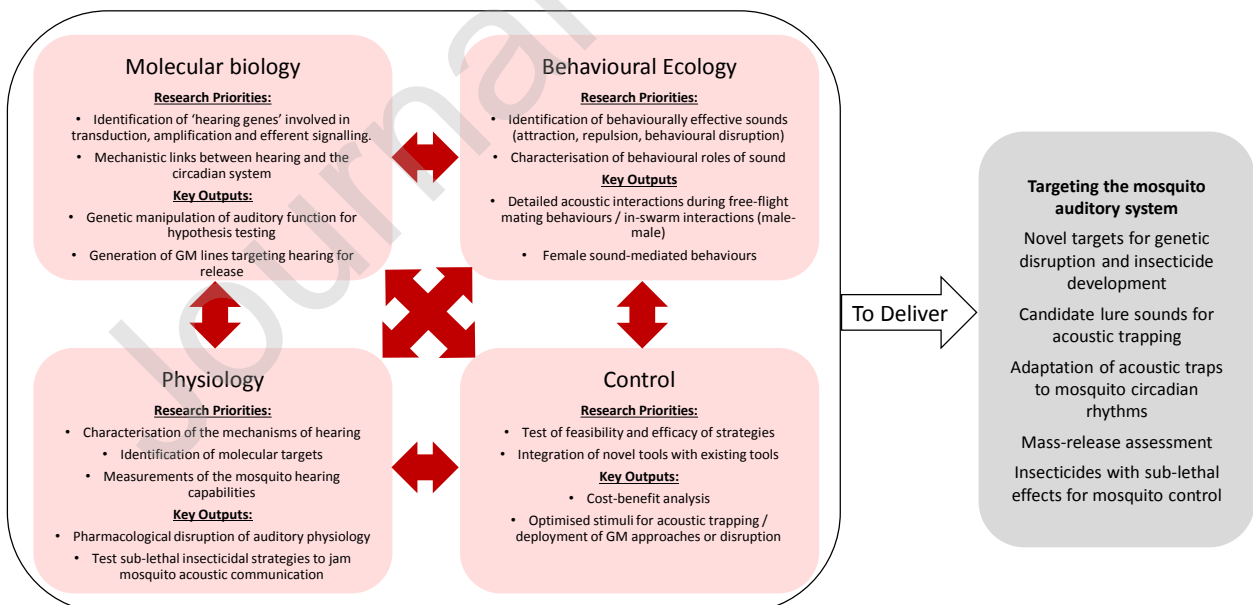 Molecular biology
Research Priorities:
• Identification of ‘hearing genes’ involved in
transduction, amplification and efferent signalling.
• Mechanistic links between hearing and the
circadian system
Key Outputs:
• Genetic manipulation of auditory function for
hypothesis testing
• Generation of GM lines targeting hearing for
release
Behavioural Ecology
Research Priorities:
• Identification of behaviourally effective sounds
(attraction, repulsion, behavioural disruption)
• Characterisation of behavioural roles of sound
Key Outputs
• Detailed acoustic interactions during free-flight
mating behaviours / in-swarm interactions (male-
male)
• Female sound-mediated behaviours
Physiology
Research Priorities:
• Characterisation of the mechanisms of hearing
• Identification of molecular targets
• Measurements of the mosquito hearing
capabilities
Key Outputs:
• Pharmacological disruption of auditory physiology
• Test sub-lethal insecticidal strategies to jam
mosquito acoustic communication
Control
Research Priorities:
• Test of feasibility and efficacy of strategies
• Integration of novel tools with existing tools
Key Outputs:
• Cost-benefit analysis
• Optimised stimuli for acoustic trapping /
deployment of GM approaches or disruption
To Deliver
Targeting the mosquito
auditory system
Novel targets for genetic
disruption and insecticide
development
Candidate lure sounds for
acoustic trapping
Adaptation of acoustic traps
to mosquito circadian
rhythms
Mass-release assessment
Insecticides with sub-lethal
effects for mosquito control
Journal